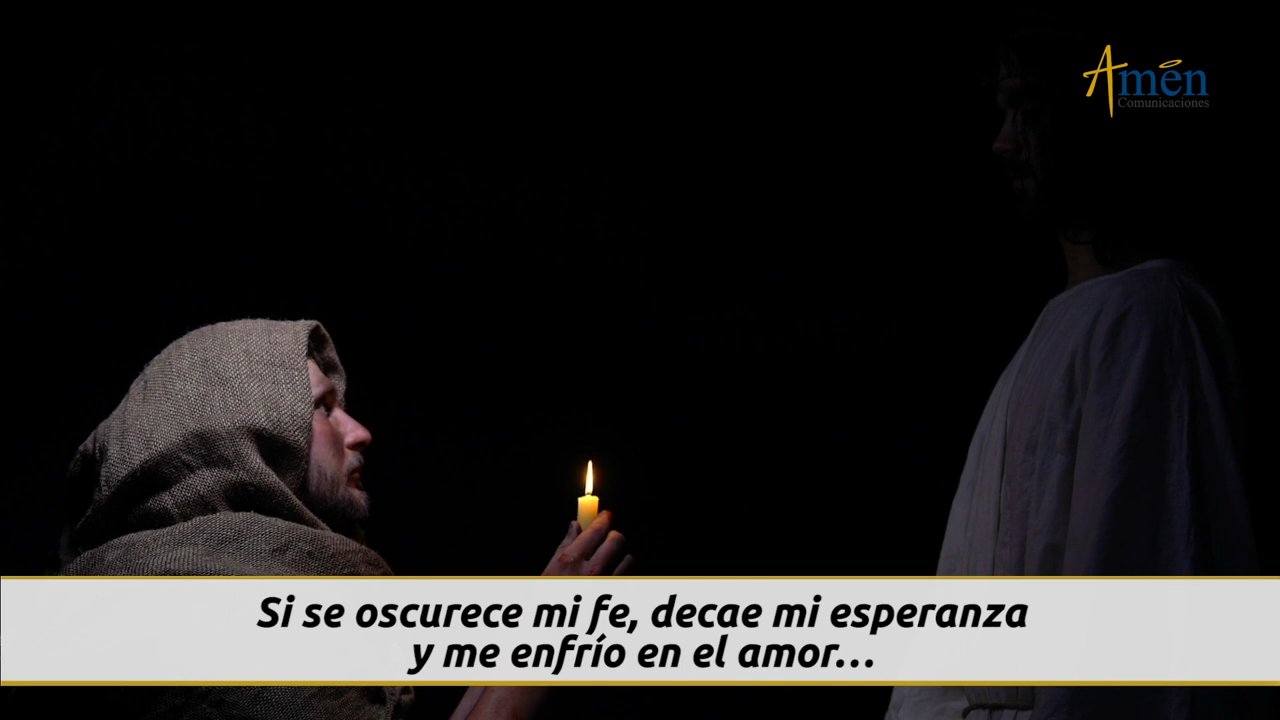 Amén
Comunicaciones
Si se oscurece mi fe, decae mi esperanza
y me enfrío en el amor...